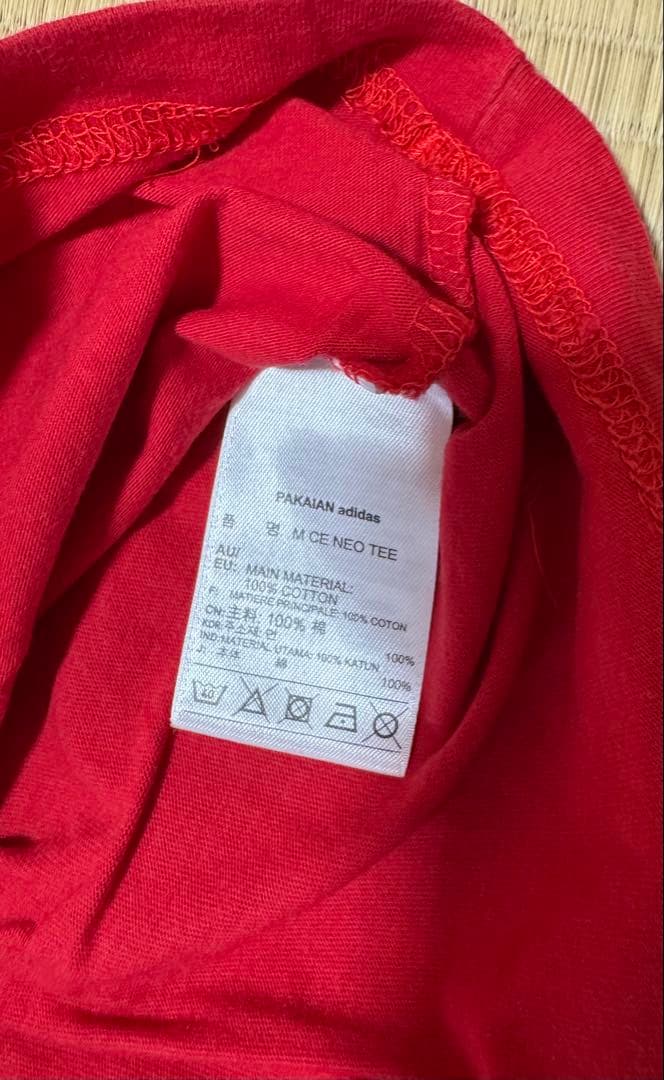 PAKAIAN adidas
품 명 M CE NEO TEE
AU/
EU: MAIN MATERIAL:
100% COTTON
F: MATIERE PRINCIPALE: 100% COTON
CN: 主料: 100% 棉
KOR: 주소재: 면 100%
IND: MATERIAL UTAMA: 100% KATUN
J: 本体 綿 100%
40